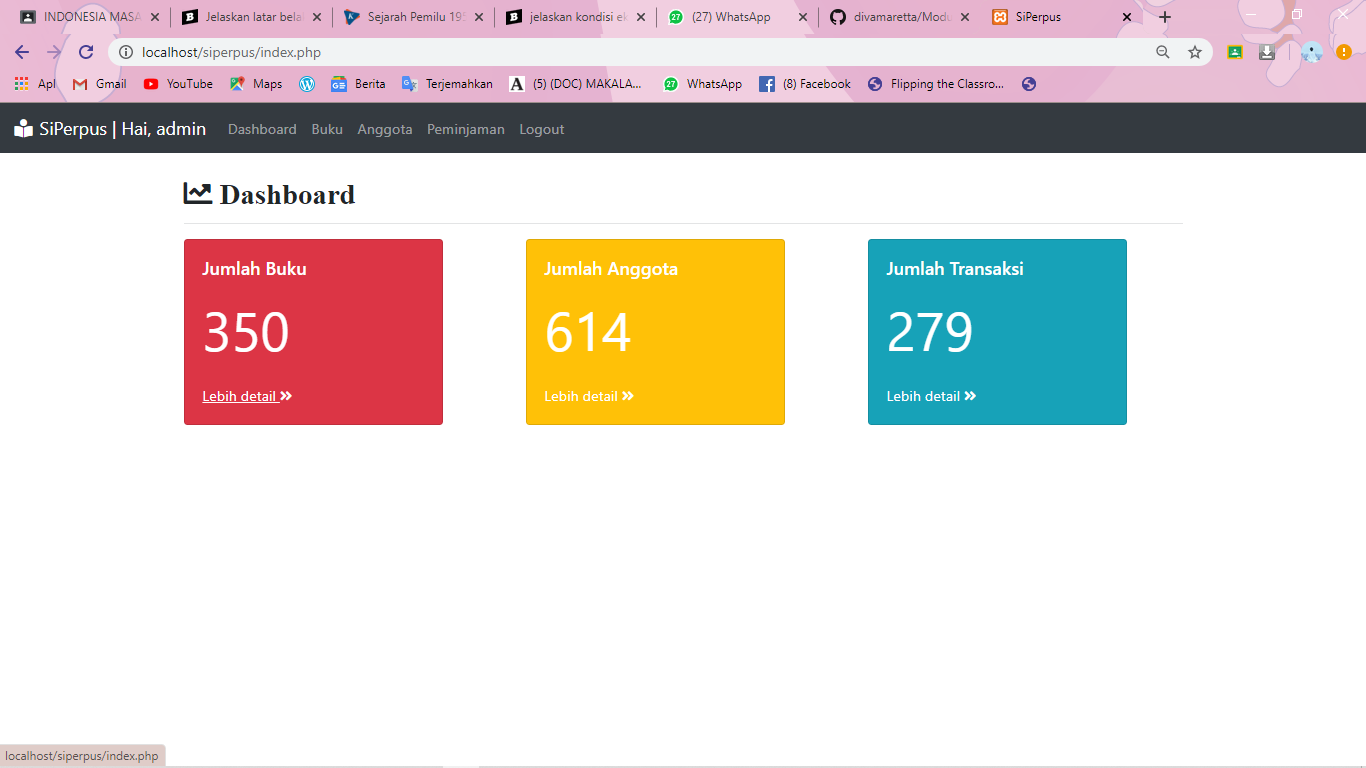 INDONESIA MASA
Jelaskan latar bela
Sejarah Pemilu 195
jelaskan kondisi ek
(27) WhatsApp
divamaretta/Modu
SiPerpus
localhost/siperpus/index.php
Apl
Gmail
YouTube
Maps
Berita
Terjemahkan
(5) (DOC) MAKALA...
27
WhatsApp
(8) Facebook
Flipping the Classro...
SiPerpus | Hai, admin
Dashboard
Buku
Anggota
Peminjaman
Logout
Dashboard
Jumlah Buku
350
Lebih detail
Jumlah Anggota
614
Lebih detail
Jumlah Transaksi
279
Lebih detail
localhost/siperpus/index.php